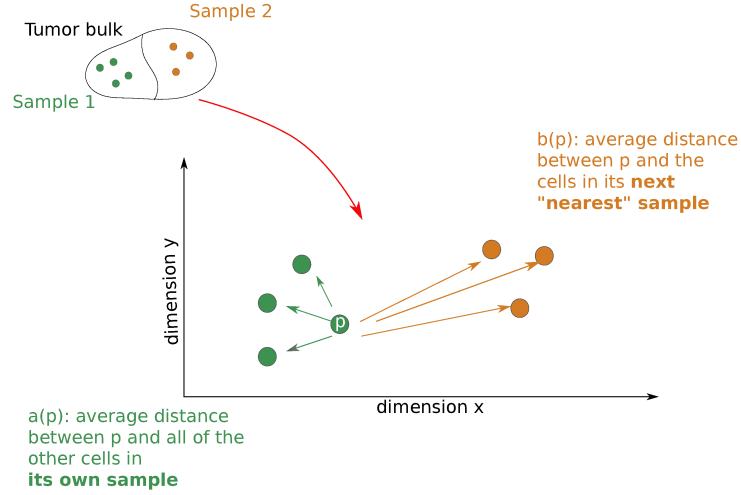 Sample 2
Tumor bulk
Sample 1
b(p): average distance
between p and the
cells in its next
"nearest" sample
dimension y
p
dimension x
a(p): average distance
between p and all of the
other cells in
its own sample